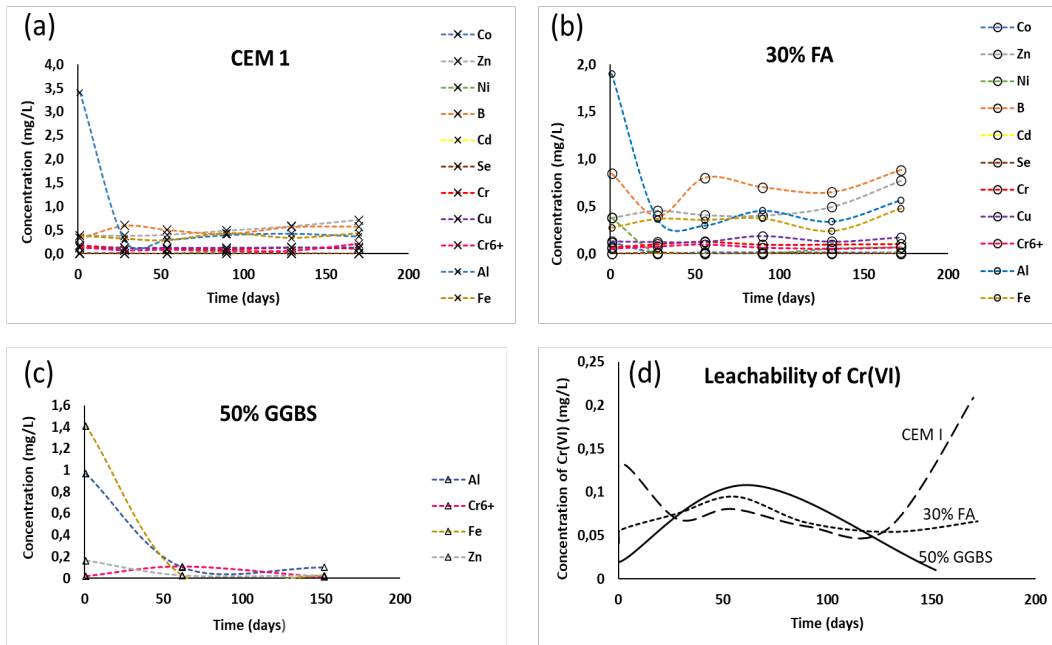 (a)
CEM 1
Concentration (mg/L)
4,0
3,5
3,0
2,5
2,0
1,5
1,0
0,5
0,0
0
50
100
150
200
Time (days)
Co
Zn
Ni
B
Cd
Se
Cr
Cu
Cr6+
Al
Fe
(b)
30% FA
Concentration (mg/L)
2,0
1,5
1,0
0,5
0,0
0
50
100
150
200
Time (days)
Co
Zn
Ni
B
Cd
Se
Cr
Cu
Cr6+
Al
Fe
(c)
50% GGBS
Concentration (mg/L)
1,6
1,4
1,2
1
0,8
0,6
0,4
0,2
0
0
50
100
150
200
Time (days)
Al
Cr6+
Fe
Zn
(d)
Leachability of Cr(VI)
Concentration of Cr(VI) (mg/L)
0,25
0,2
0,15
0,1
0,05
0
0
50
100
150
200
Time (days)
CEM I
30% FA
50% GGBS